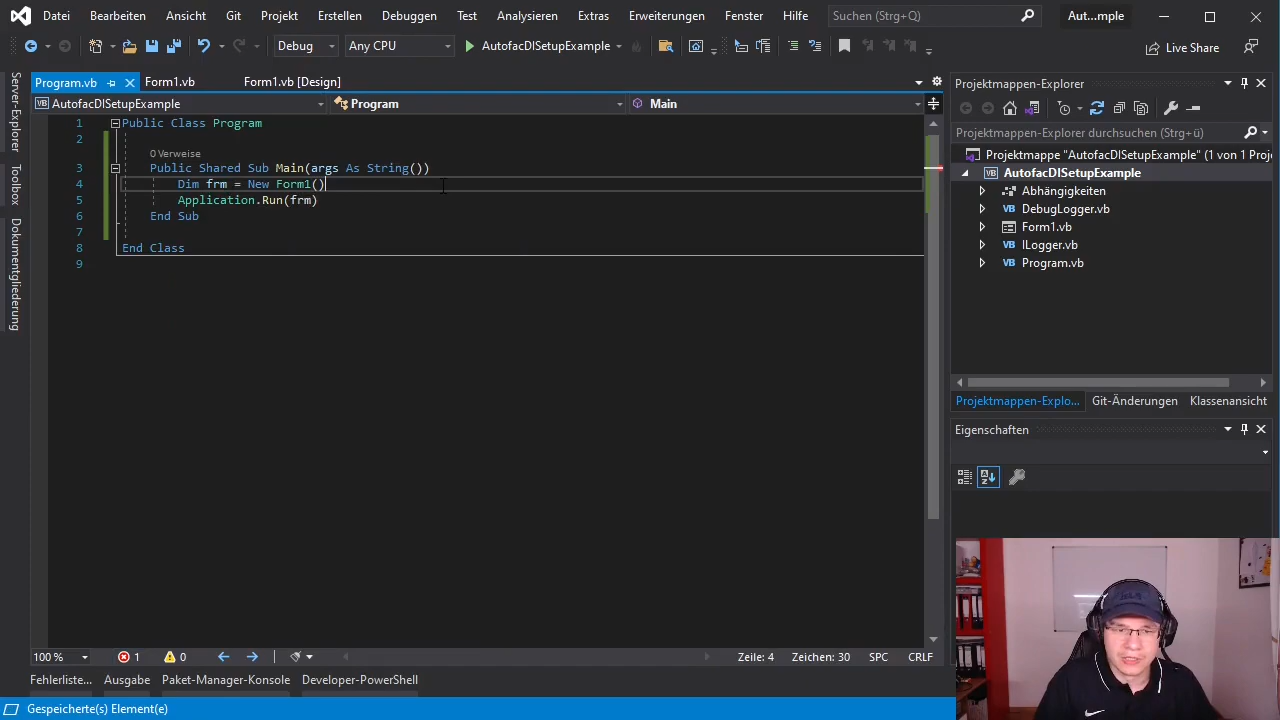 Datei Bearbeiten Ansicht Git Projekt Erstellen Debuggen Test Analysieren Extras Erweiterungen Fenster Hilfe Suchen (Strg+Q) Aut...mple
Debug Any CPU AutofacDISetupExample Live Share
Server-Explorer
Toolbox
Dokumentgliederung
Program.vb Form1.vb Form1.vb [Design]
VB AutofacDISetupExample Program Main
1 Public Class Program
2
0 Verweise
3 Public Shared Sub Main(args As String())
4 Dim frm = New Form1()
5 Application.Run(frm)
6 End Sub
7
8 End Class
9
Projektmappen-Explorer
Projektmappen-Explorer durchsuchen (Strg+ü)
Projektmappe "AutofacDISetupExample" (1 von 1 Proje
VB AutofacDISetupExample
Abhängigkeiten
VB DebugLogger.vb
Form1.vb
VB ILogger.vb
VB Program.vb
Projektmappen-Explo... Git-Änderungen Klassenansicht
Eigenschaften
100 % 1 0 Zeile: 4 Zeichen: 30 SPC CRLF
Fehlerliste... Ausgabe Paket-Manager-Konsole Developer-PowerShell
Gespeicherte(s) Element(e)